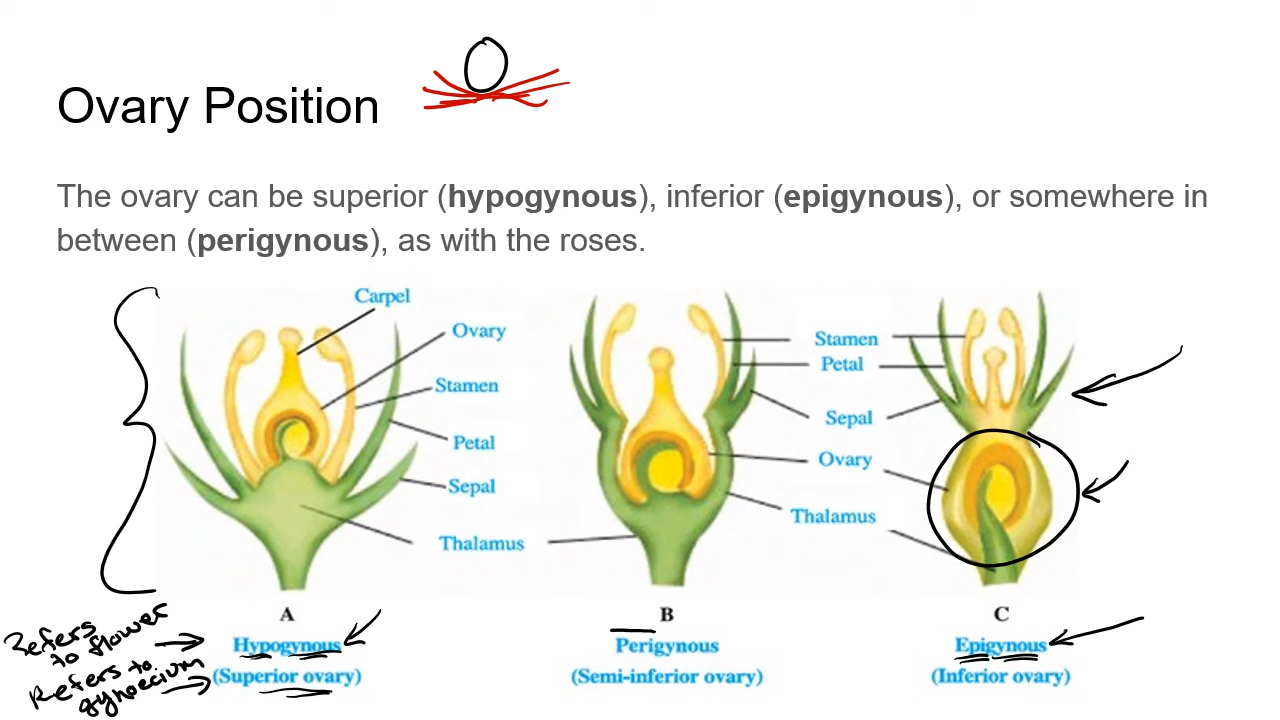 Ovary Position
The ovary can be superior (hypogynous), inferior (epigynous), or somewhere in
between (perigynous), as with the roses.
Carpel
Ovary
Stamen
Petal
Sepal
Thalamus
Stamen
Petal
Sepal
Ovary
Thalamus
A
B
C
Refers
to flower
Hypogynous
Perigynous
Epigynous
Refers to
gynoecium
(Superior ovary)
(Semi-inferior ovary)
(Inferior ovary)